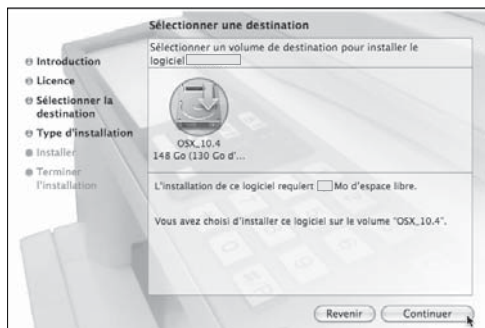 Sélectionner une destination
Sélectionner un volume de destination pour installer le
logiciel
Introduction
Licence
Sélectionner la
destination
Type d'installation
Installer
Terminer
l'installation
OSX_10.4
148 Go (130 Go d'...
L'installation de ce logiciel requiert Mo d'espace libre.
Vous avez choisi d'installer ce logiciel sur le volume "OSX_10.4".
Revenir Continuer